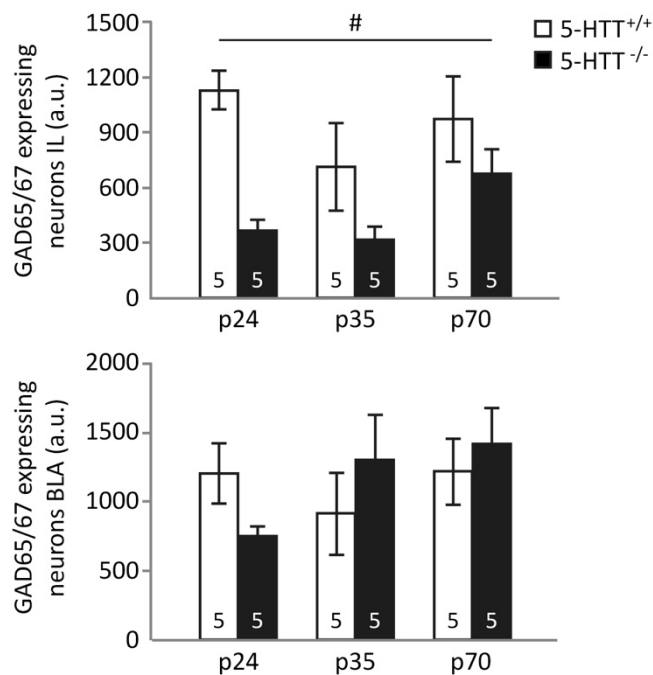 #
5-HTT+/+
5-HTT -/-
GAD65/67 expressing
neurons IL (a.u.)
1500
1200
900
600
300
0
5 5 5 5 5 5
p24 p35 p70
GAD65/67 expressing
neurons BLA (a.u.)
2000
1500
1000
500
0
5 5 5 5 5 5
p24 p35 p70